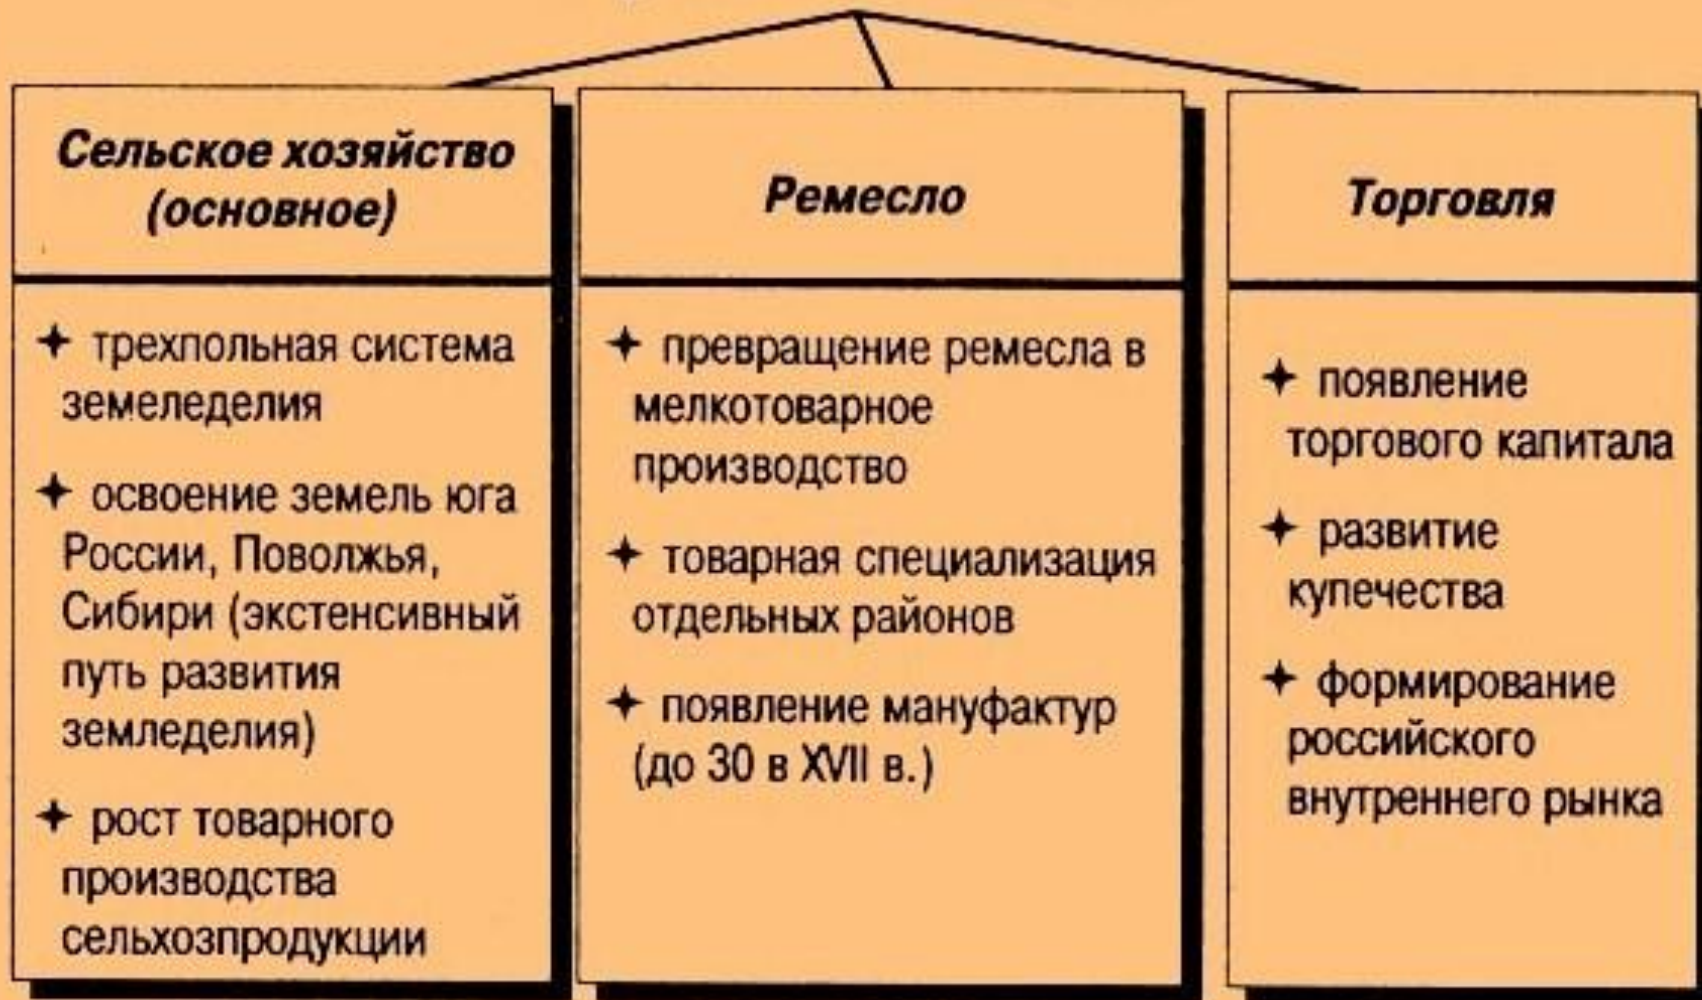 Сельское хозяйство
(основное)
✦ трехпольная система
земеледелия
✦ освоение земель юга
России, Поволжья,
Сибири (экстенсивный
путь развития
земледелия)
✦ рост товарного
производства
сельхозпродукции
Ремесло
✦ превращение ремесла в
мелкотоварное
производство
✦ товарная специализация
отдельных районов
✦ появление мануфактур
(до 30 в XVII в.)
Торговля
✦ появление
торгового капитала
✦ развитие
купечества
✦ формирование
российского
внутреннего рынка